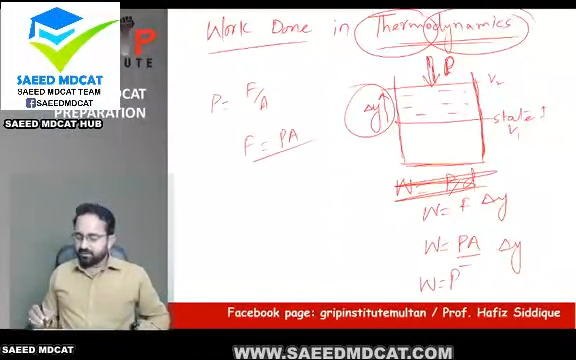 Work Done in Thermodynamics
SAEED MDCAT
SAEED MDCAT TEAM
SAEEDMDCAT
SAEED MDCAT HUB
P
UTE
DCAT
PREPARATION
P = F/A
F = PA
P
V₂
Δy
state 1
V₁
W = F Δy
W = PA Δy
W = P
Facebook page: gripinstitutemultan / Prof. Hafiz Siddique
SAEED MDCAT
WWW.SAEEDMDCAT.COM